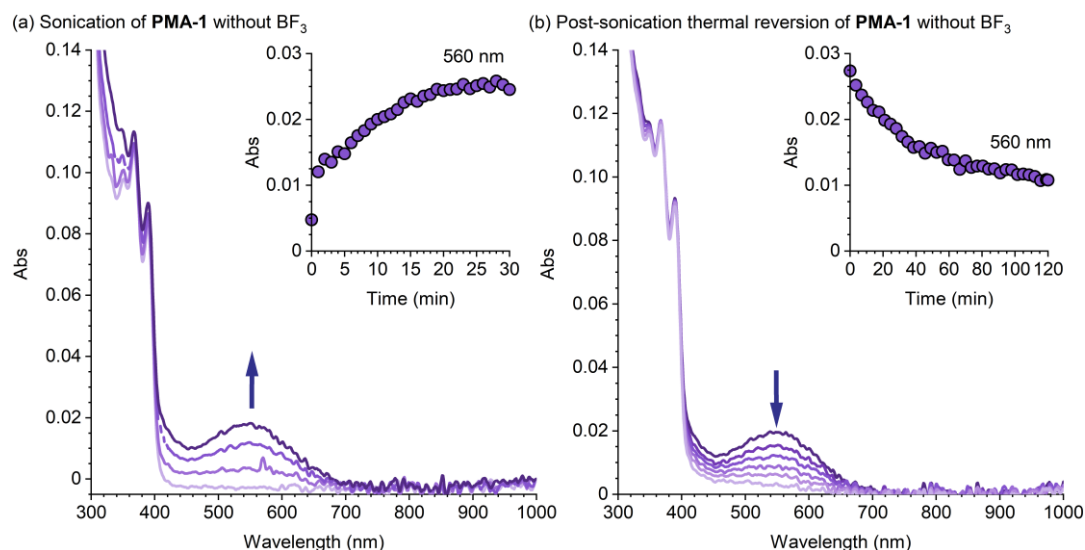 (a) Sonication of PMA-1 without BF3
(b) Post-sonication thermal reversion of PMA-1 without BF3
0.14
0.12
0.10
0.08
0.06
0.04
0.02
0
Abs
300 400 500 600 700 800 900 1000
Wavelength (nm)
560 nm
0.03
0.02
0.01
0
Abs
0 5 10 15 20 25 30
Time (min)
0.14
0.12
0.10
0.08
0.06
0.04
0.02
0
Abs
300 400 500 600 700 800 900 1000
Wavelength (nm)
0.03
0.02
0.01
0
Abs
560 nm
0 20 40 60 80 100 120
Time (min)